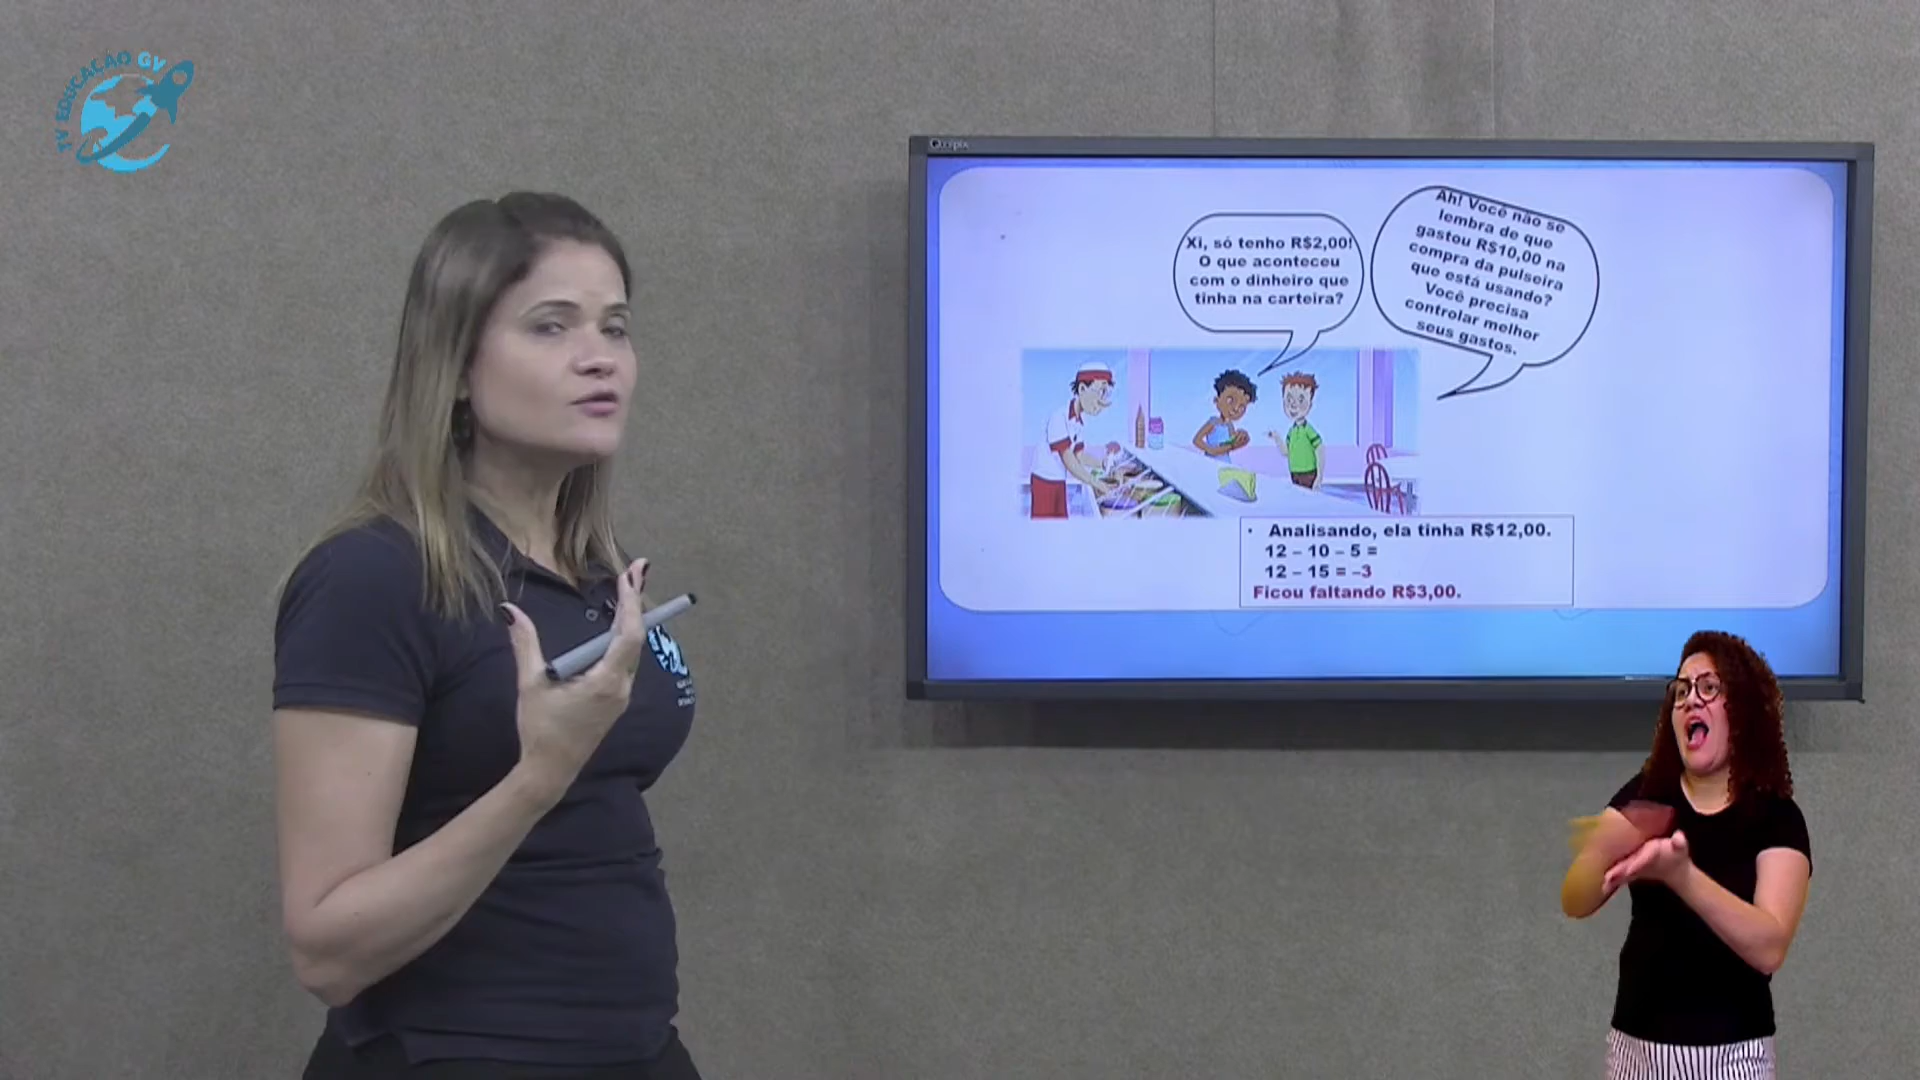 TV EDUCAÇÃO GV
Xi, só tenho R$2,00!
O que aconteceu
com o dinheiro que
tinha na carteira?
Ah! Você não se
lembra de que
gastou R$10,00 na
compra da pulseira
que está usando?
Você precisa
controlar melhor
seus gastos.
• Analisando, ela tinha R$12,00.
12 – 10 – 5 =
12 – 15 = –3
Ficou faltando R$3,00.